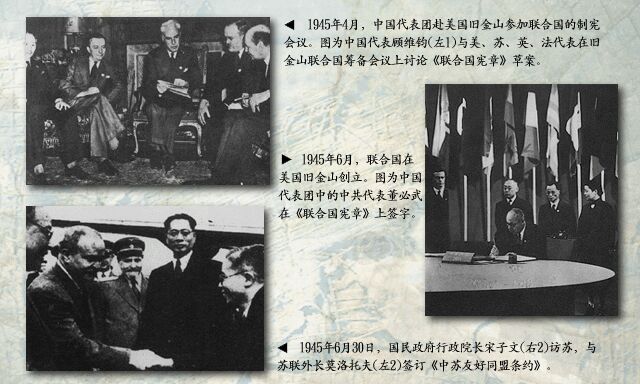 ◀ 1945年4月，中国代表团赴美国旧金山参加联合国的制宪
会议。图为中国代表顾维钧(左1)与美、苏、英、法代表在旧
金山联合国筹备会议上讨论《联合国宪章》草案。
▶ 1945年6月，联合国在
美国旧金山创立。图为中国
代表团中的中共代表董必武
在《联合国宪章》上签字。
◀ 1945年6月30日，国民政府行政院长宋子文(右2)访苏，与
苏联外长莫洛托夫(左2)签订《中苏友好同盟条约》。